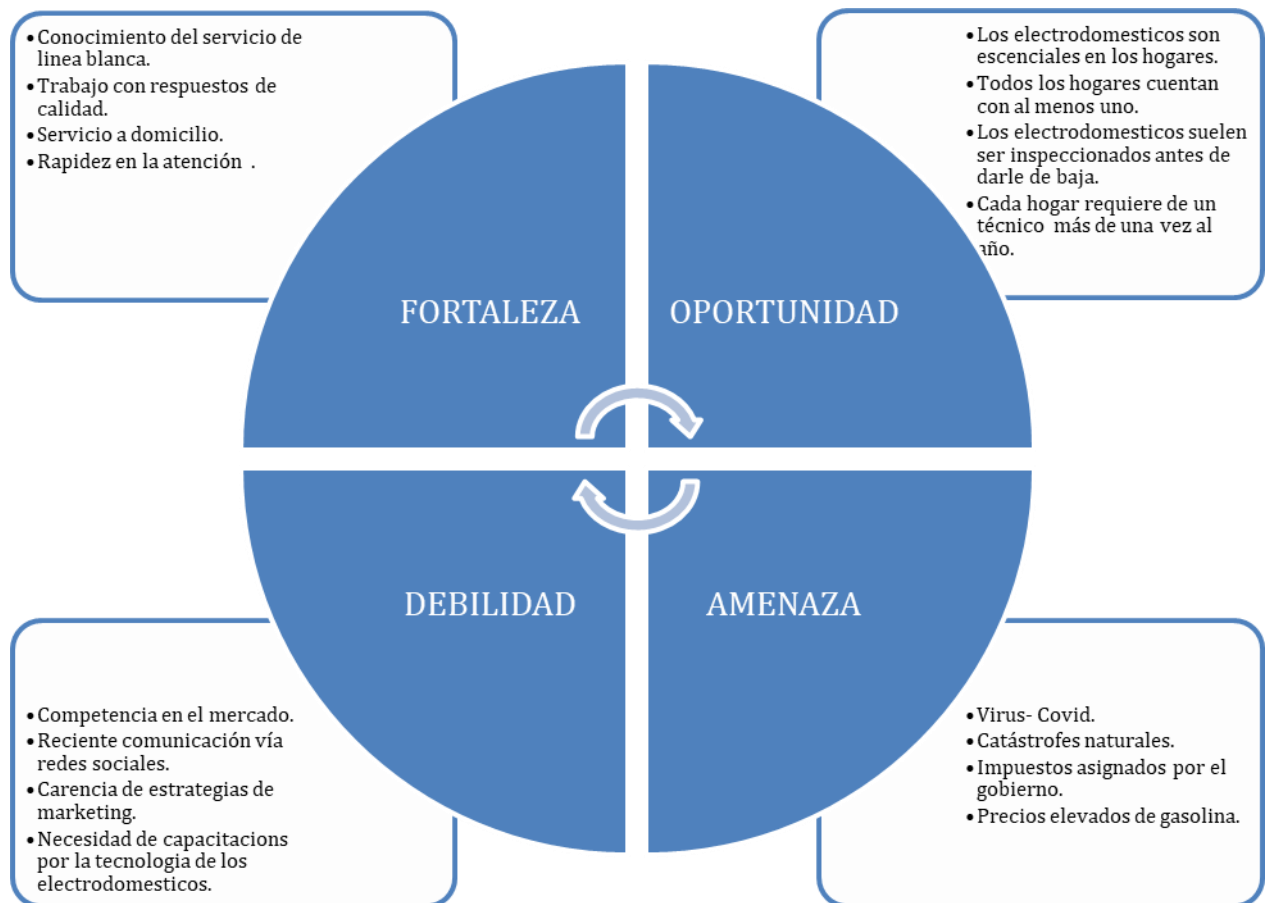 •Conocimiento del servicio de
linea blanca.
•Trabajo con respuestos de
calidad.
•Servicio a domicilio.
•Rapidez en la atención .
•Los electrodomesticos son
escenciales en los hogares.
•Todos los hogares cuentan
con al menos uno.
•Los electrodomesticos suelen
ser inspeccionados antes de
darle de baja.
•Cada hogar requiere de un
técnico más de una vez al
año.
FORTALEZA
OPORTUNIDAD
DEBILIDAD
AMENAZA
•Competencia en el mercado.
•Reciente comunicación vía
redes sociales.
•Carencia de estrategias de
marketing.
•Necesidad de capacitacions
por la tecnologia de los
electrodomesticos.
•Virus- Covid.
•Catástrofes naturales.
•Impuestos asignados por el
gobierno.
•Precios elevados de gasolina.